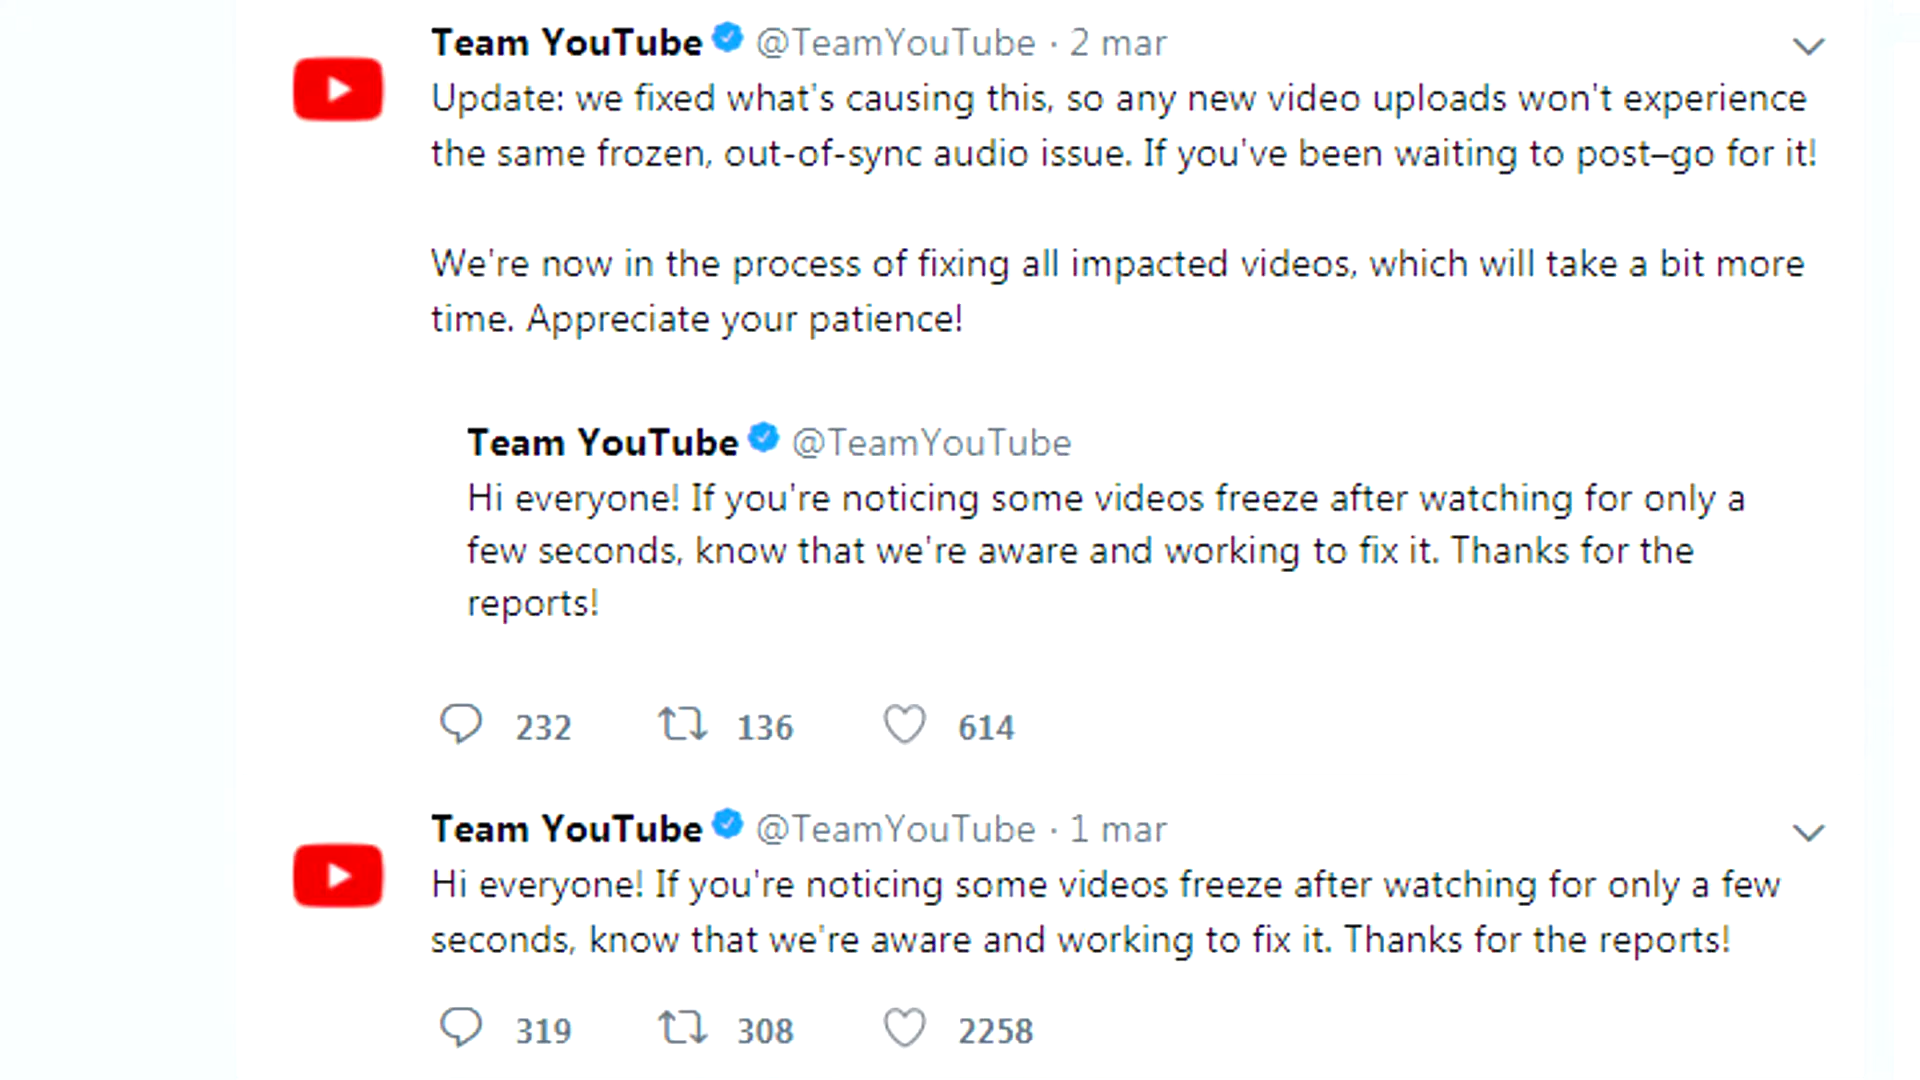 Team YouTube @TeamYouTube · 2 mar
Update: we fixed what's causing this, so any new video uploads won't experience
the same frozen, out-of-sync audio issue. If you've been waiting to post–go for it!
We're now in the process of fixing all impacted videos, which will take a bit more
time. Appreciate your patience!
Team YouTube @TeamYouTube
Hi everyone! If you're noticing some videos freeze after watching for only a
few seconds, know that we're aware and working to fix it. Thanks for the
reports!
232 136 614
Team YouTube @TeamYouTube · 1 mar
Hi everyone! If you're noticing some videos freeze after watching for only a few
seconds, know that we're aware and working to fix it. Thanks for the reports!
319 308 2258